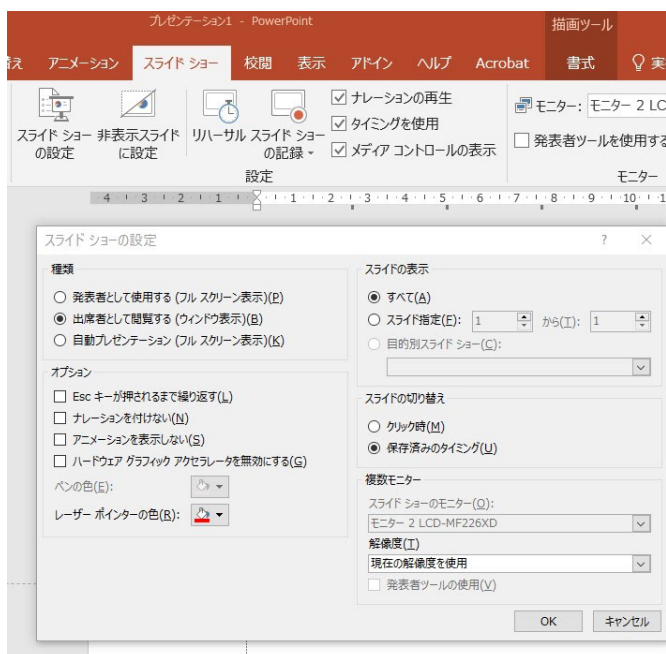 プレゼンテーション1 - PowerPoint
描画ツール
替え アニメーション スライド ショー 校閲 表示 アドイン ヘルプ Acrobat 書式 実
スライド ショー
の設定
非表示スライド
に設定
リハーサル
スライド ショー
の記録
ナレーションの再生
タイミングを使用
メディア コントロールの表示
設定
モニター: モニター 2 LC
発表者ツールを使用する
モニター
4 3 2 1 1 2 3 4 5 6 7 8 9 10 1
スライド ショーの設定 ?
種類
発表者として使用する (フル スクリーン表示)(P)
出席者として閲覧する (ウィンドウ表示)(B)
自動プレゼンテーション (フル スクリーン表示)(K)
オプション
Esc キーが押されるまで繰り返す(L)
ナレーションを付けない(N)
アニメーションを表示しない(S)
ハードウェア グラフィック アクセラレータを無効にする(G)
ペンの色(E):
レーザー ポインターの色(R):
スライドの表示
すべて(A)
スライド指定(F): 1 から(T): 1
目的別スライド ショー(C):
スライドの切り替え
クリック時(M)
保存済みのタイミング(U)
複数モニター
スライド ショーのモニター(O):
モニター 2 LCD-MF226XD
解像度(T)
現在の解像度を使用
発表者ツールの使用(V)
OK キャンセル